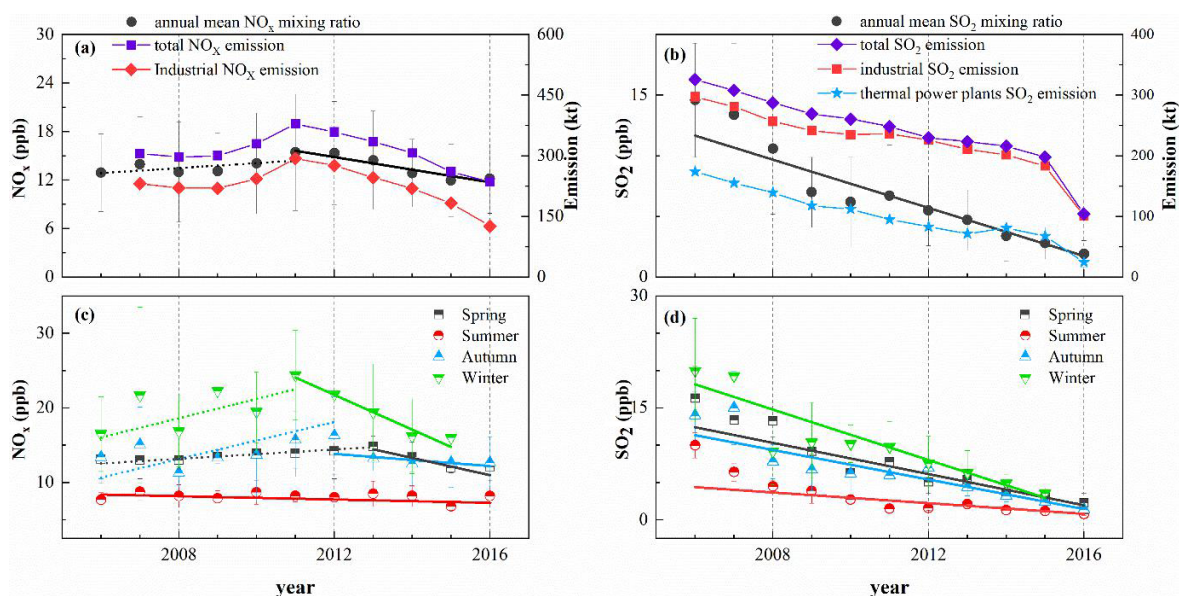 (a)
annual mean NOx mixing ratio
total NOX emission
Industrial NOX emission
30
24
18
12
6
0
NOx (ppb)
600
450
300
150
0
Emission (kt)
(b)
annual mean SO2 mixing ratio
total SO2 emission
industrial SO2 emission
thermal power plants SO2 emission
15
0
SO2 (ppb)
400
300
200
100
0
Emission (kt)
(c)
Spring
Summer
Autumn
Winter
30
20
10
NOx (ppb)
2008
2012
2016
year
(d)
Spring
Summer
Autumn
Winter
30
15
0
SO2 (ppb)
2008
2012
2016
year